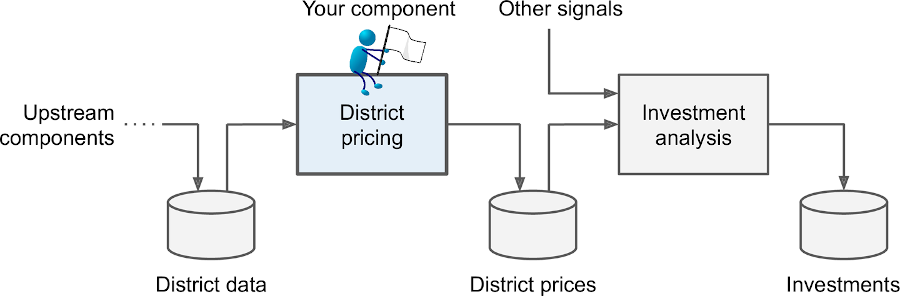 Your component
Other signals
Upstream
components
District
pricing
Investment
analysis
District data
District prices
Investments